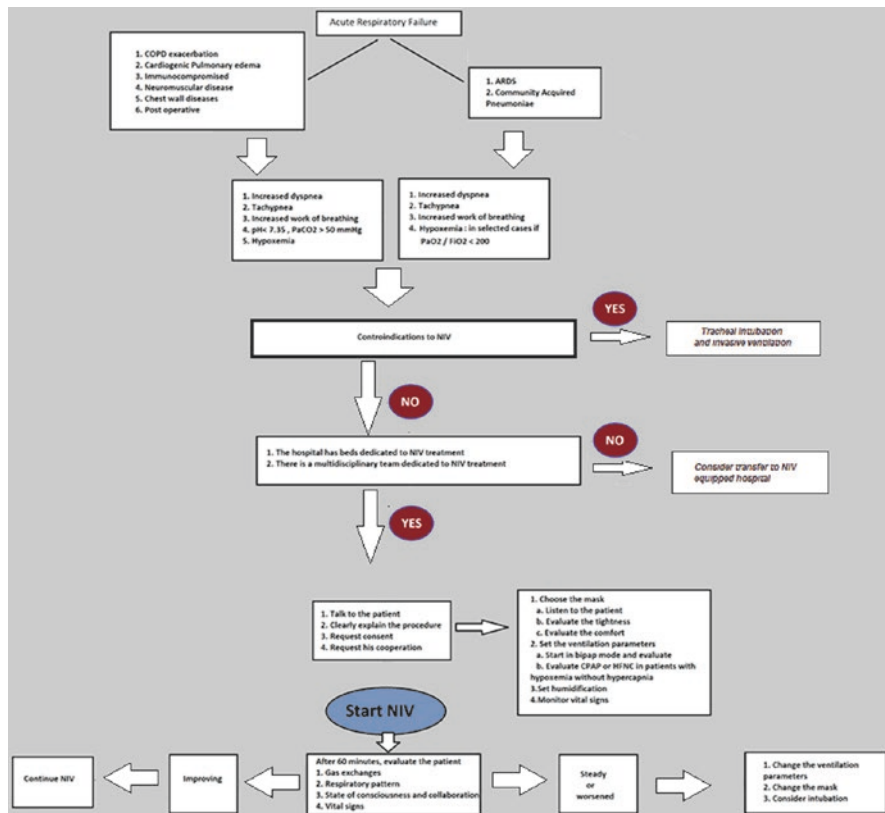 Acute Respiratory Failure
1. COPD exacerbation
2. Cardiogenic Pulmonary edema
3. Immunocompromised
4. Neuromuscular disease
5. Chest wall diseases
6. Post operative
1. ARDS
2. Community Acquired
Pneumoniae
1. Increased dyspnea
2. Tachypnea
3. Increased work of breathing
4. pH< 7.35 , PaCO2 > 50 mmHg
5. Hypoxemia
1. Increased dyspnea
2. Tachypnea
3. Increased work of breathing
4. Hypoxemia : in selected cases if
PaO2 / FiO2 < 200
Controindications to NIV
YES
Tracheal intubation
and invasive ventilation
NO
1. The hospital has beds dedicated to NIV treatment
2. There is a multidisciplinary team dedicated to NIV treatment
NO
Consider transfer to NIV
equipped hospital
YES
1. Talk to the patient
2. Clearly explain the procedure
3. Request consent
4. Request his cooperation
1. Choose the mask
a. Listen to the patient
b. Evaluate the tightness
c. Evaluate the comfort
2. Set the ventilation parameters
a. Start in bipap mode and evaluate
b. Evaluate CPAP or HFNC in patients with
hypoxemia without hypercapnia
3.Set humidification
4.Monitor vital signs
Start NIV
After 60 minutes, evaluate the patient
1. Gas exchanges
2. Respiratory pattern
3. State of consciousness and collaboration
4. Vital signs
Improving
Continue NIV
Steady
or
worsened
1. Change the ventilation
parameters
2. Change the mask
3. Consider intubation